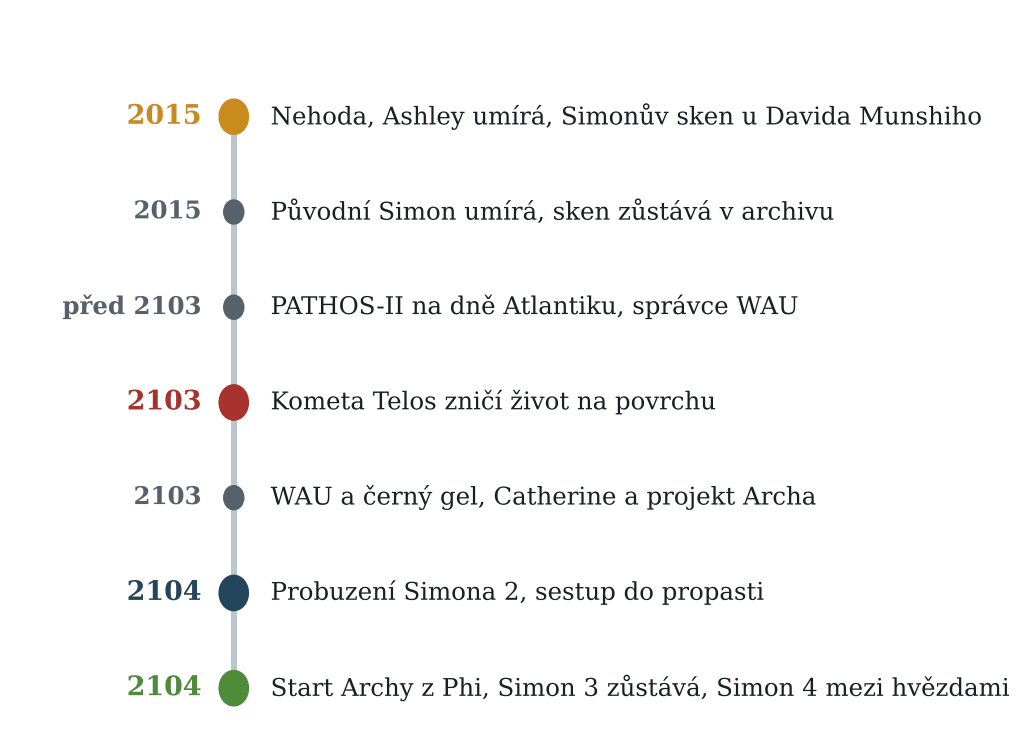 2015 Nehoda, Ashley umírá, Simonův sken u Davida Munshiho
2015 Původní Simon umírá, sken zůstává v archivu
před 2103 PATHOS-II na dně Atlantiku, správce WAU
2103 Kometa Telos zničí život na povrchu
2103 WAU a černý gel, Catherine a projekt Archa
2104 Probuzení Simona 2, sestup do propasti
2104 Start Archy z Phi, Simon 3 zůstává, Simon 4 mezi hvězdami